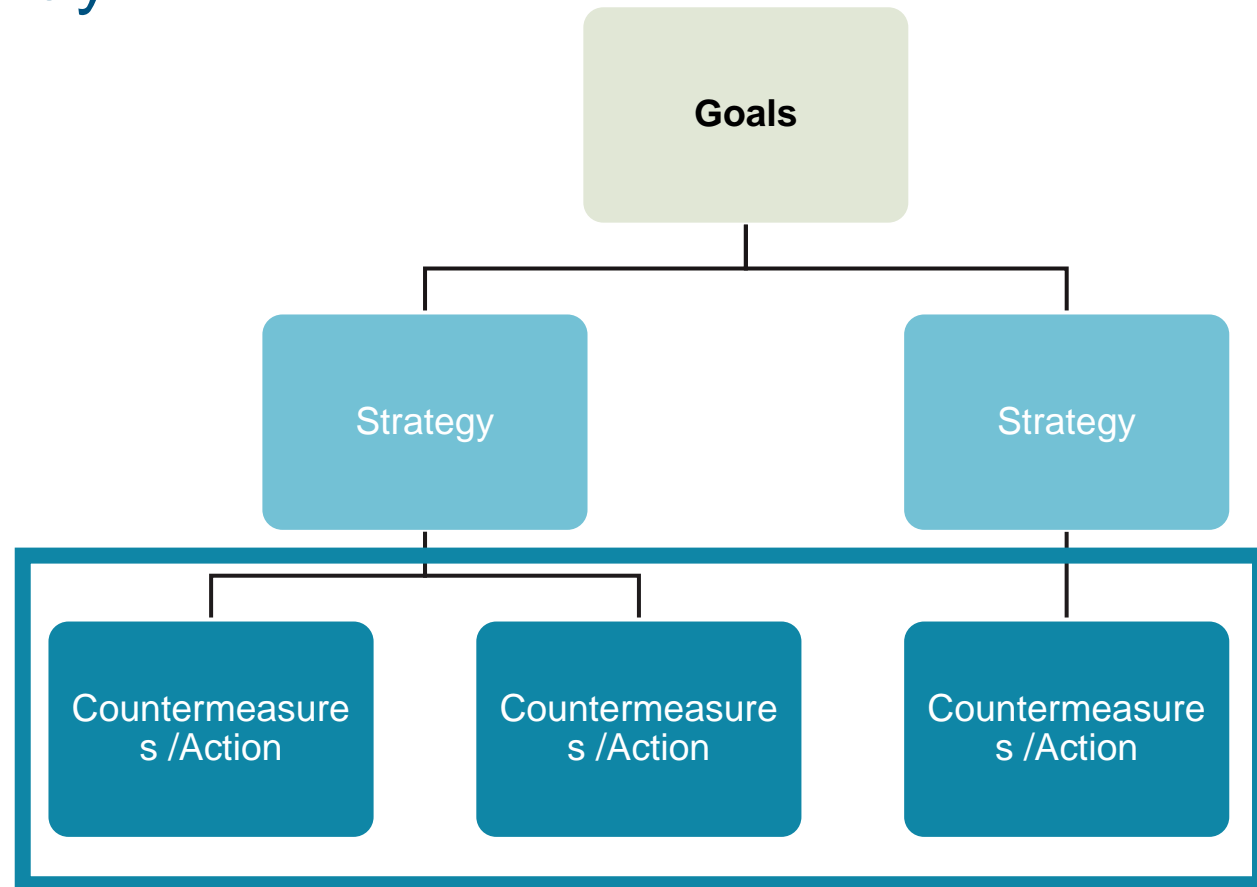 Goals
Strategy
Strategy
Countermeasure
s /Action
Countermeasure
s /Action
Countermeasure
s /Action